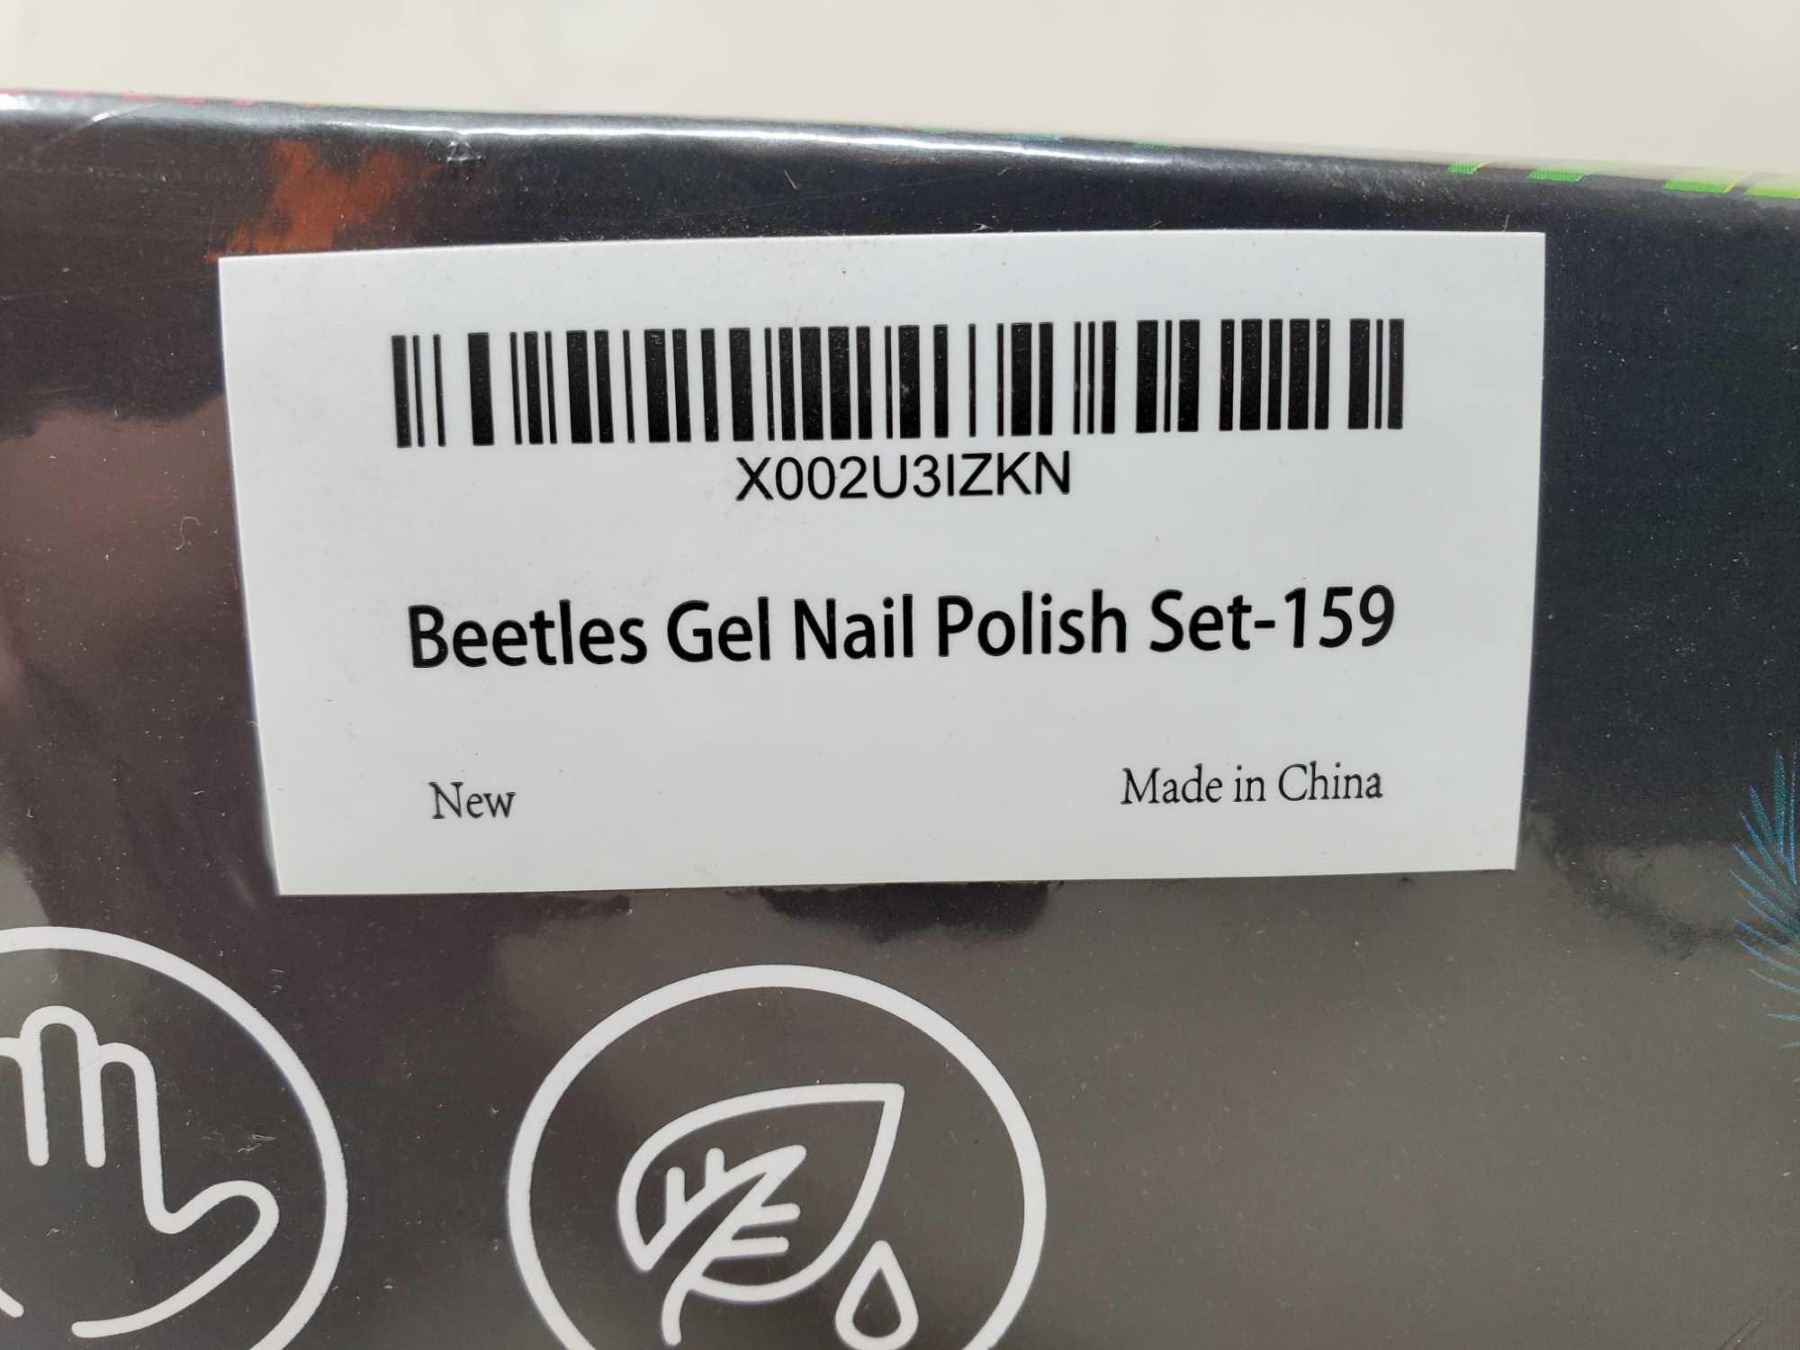 X002U3IZKN
Beetles Gel Nail Polish Set-159
New
Made in China